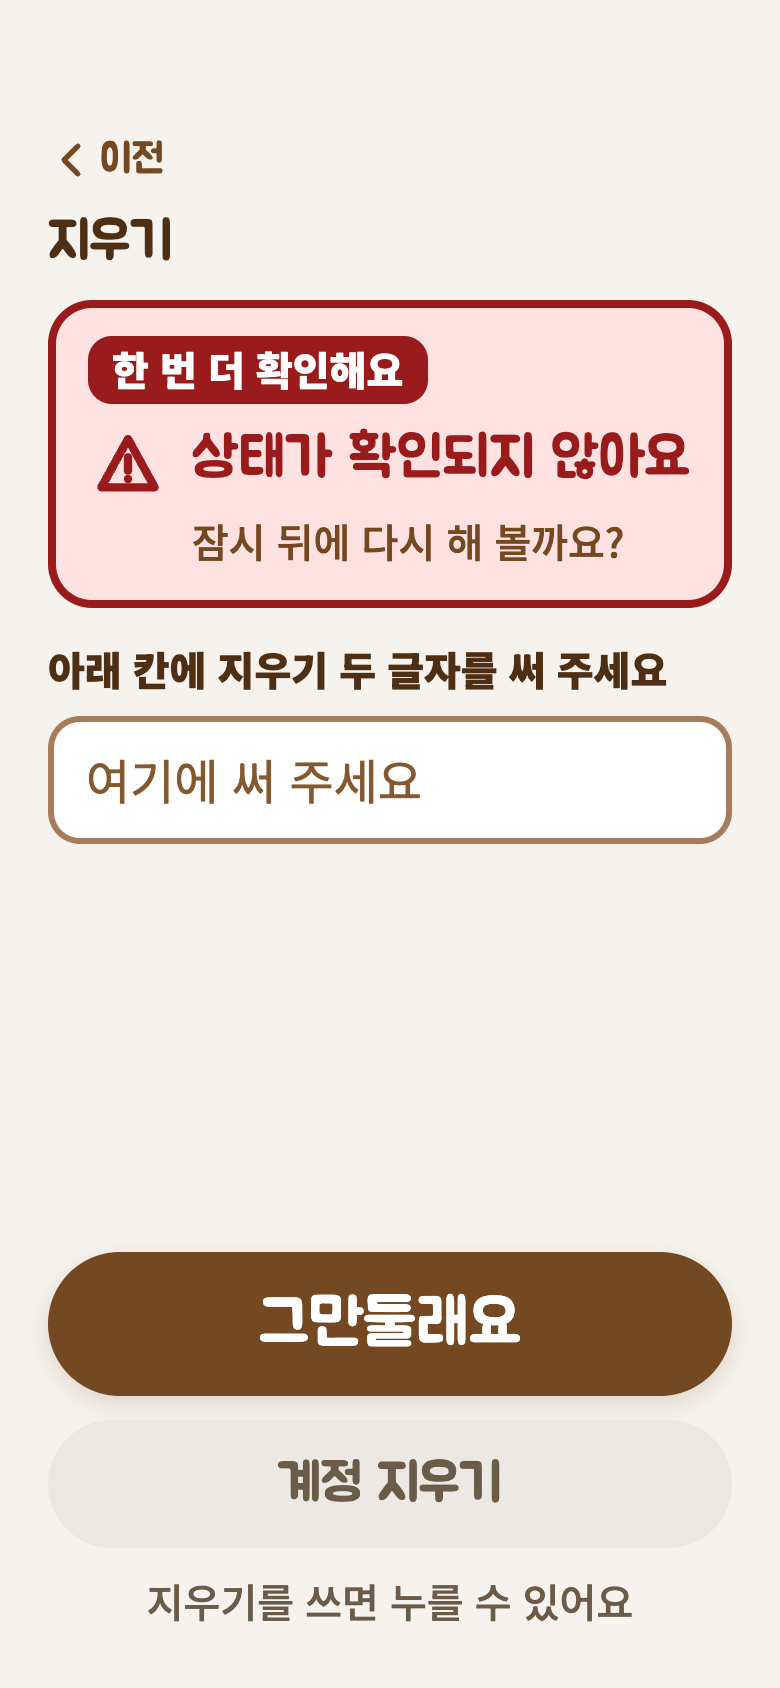 이전
지우기
한 번 더 확인해요
상태가 확인되지 않아요
잠시 뒤에 다시 해 볼까요?
아래 칸에 지우기 두 글자를 써 주세요
여기에 써 주세요
그만둘래요
계정 지우기
지우기를 쓰면 누를 수 있어요